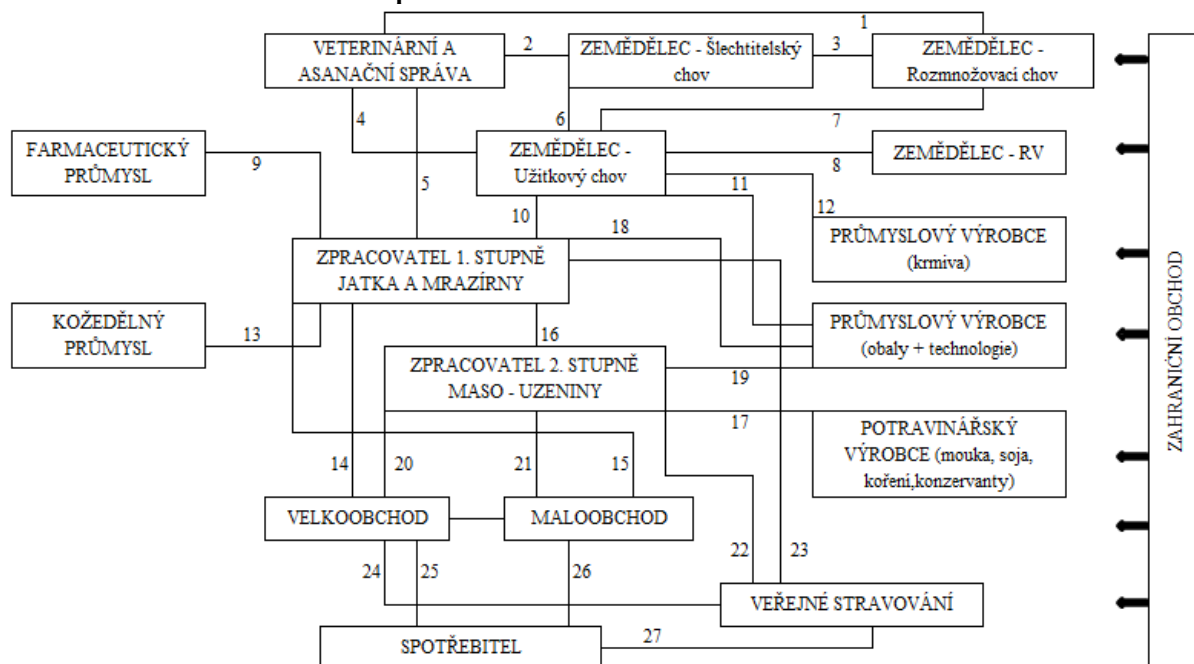 1
VETERINÁRNÍ A
ASANAČNÍ SPRÁVA
2
ZEMĚDĚLEC - Šlechtitelský
chov
3
ZEMĚDĚLEC -
Rozmnožovací chov
4
5
6
7
FARMACEUTICKÝ
PRŮMYSL
9
ZEMĚDĚLEC -
Užitkový chov
8
ZEMĚDĚLEC - RV
10
18
11
12
PRŮMYSLOVÝ VÝROBCE
(krmiva)
ZPRACOVATEL 1. STUPNĚ
JATKA A MRAZÍRNY
KOŽEDĚLNÝ
PRŮMYSL
13
16
PRŮMYSLOVÝ VÝROBCE
(obaly + technologie)
ZPRACOVATEL 2. STUPNĚ
MASO - UZENINY
19
17
POTRAVINÁŘSKÝ
VÝROBCE (mouka, soja,
koření,konzervanty)
14
20
21
15
VELKOOBCHOD
MALOOBCHOD
22
23
24
25
26
VEŘEJNÉ STRAVOVÁNÍ
SPOTŘEBITEL
27
ZAHRANIČNÍ OBCHOD